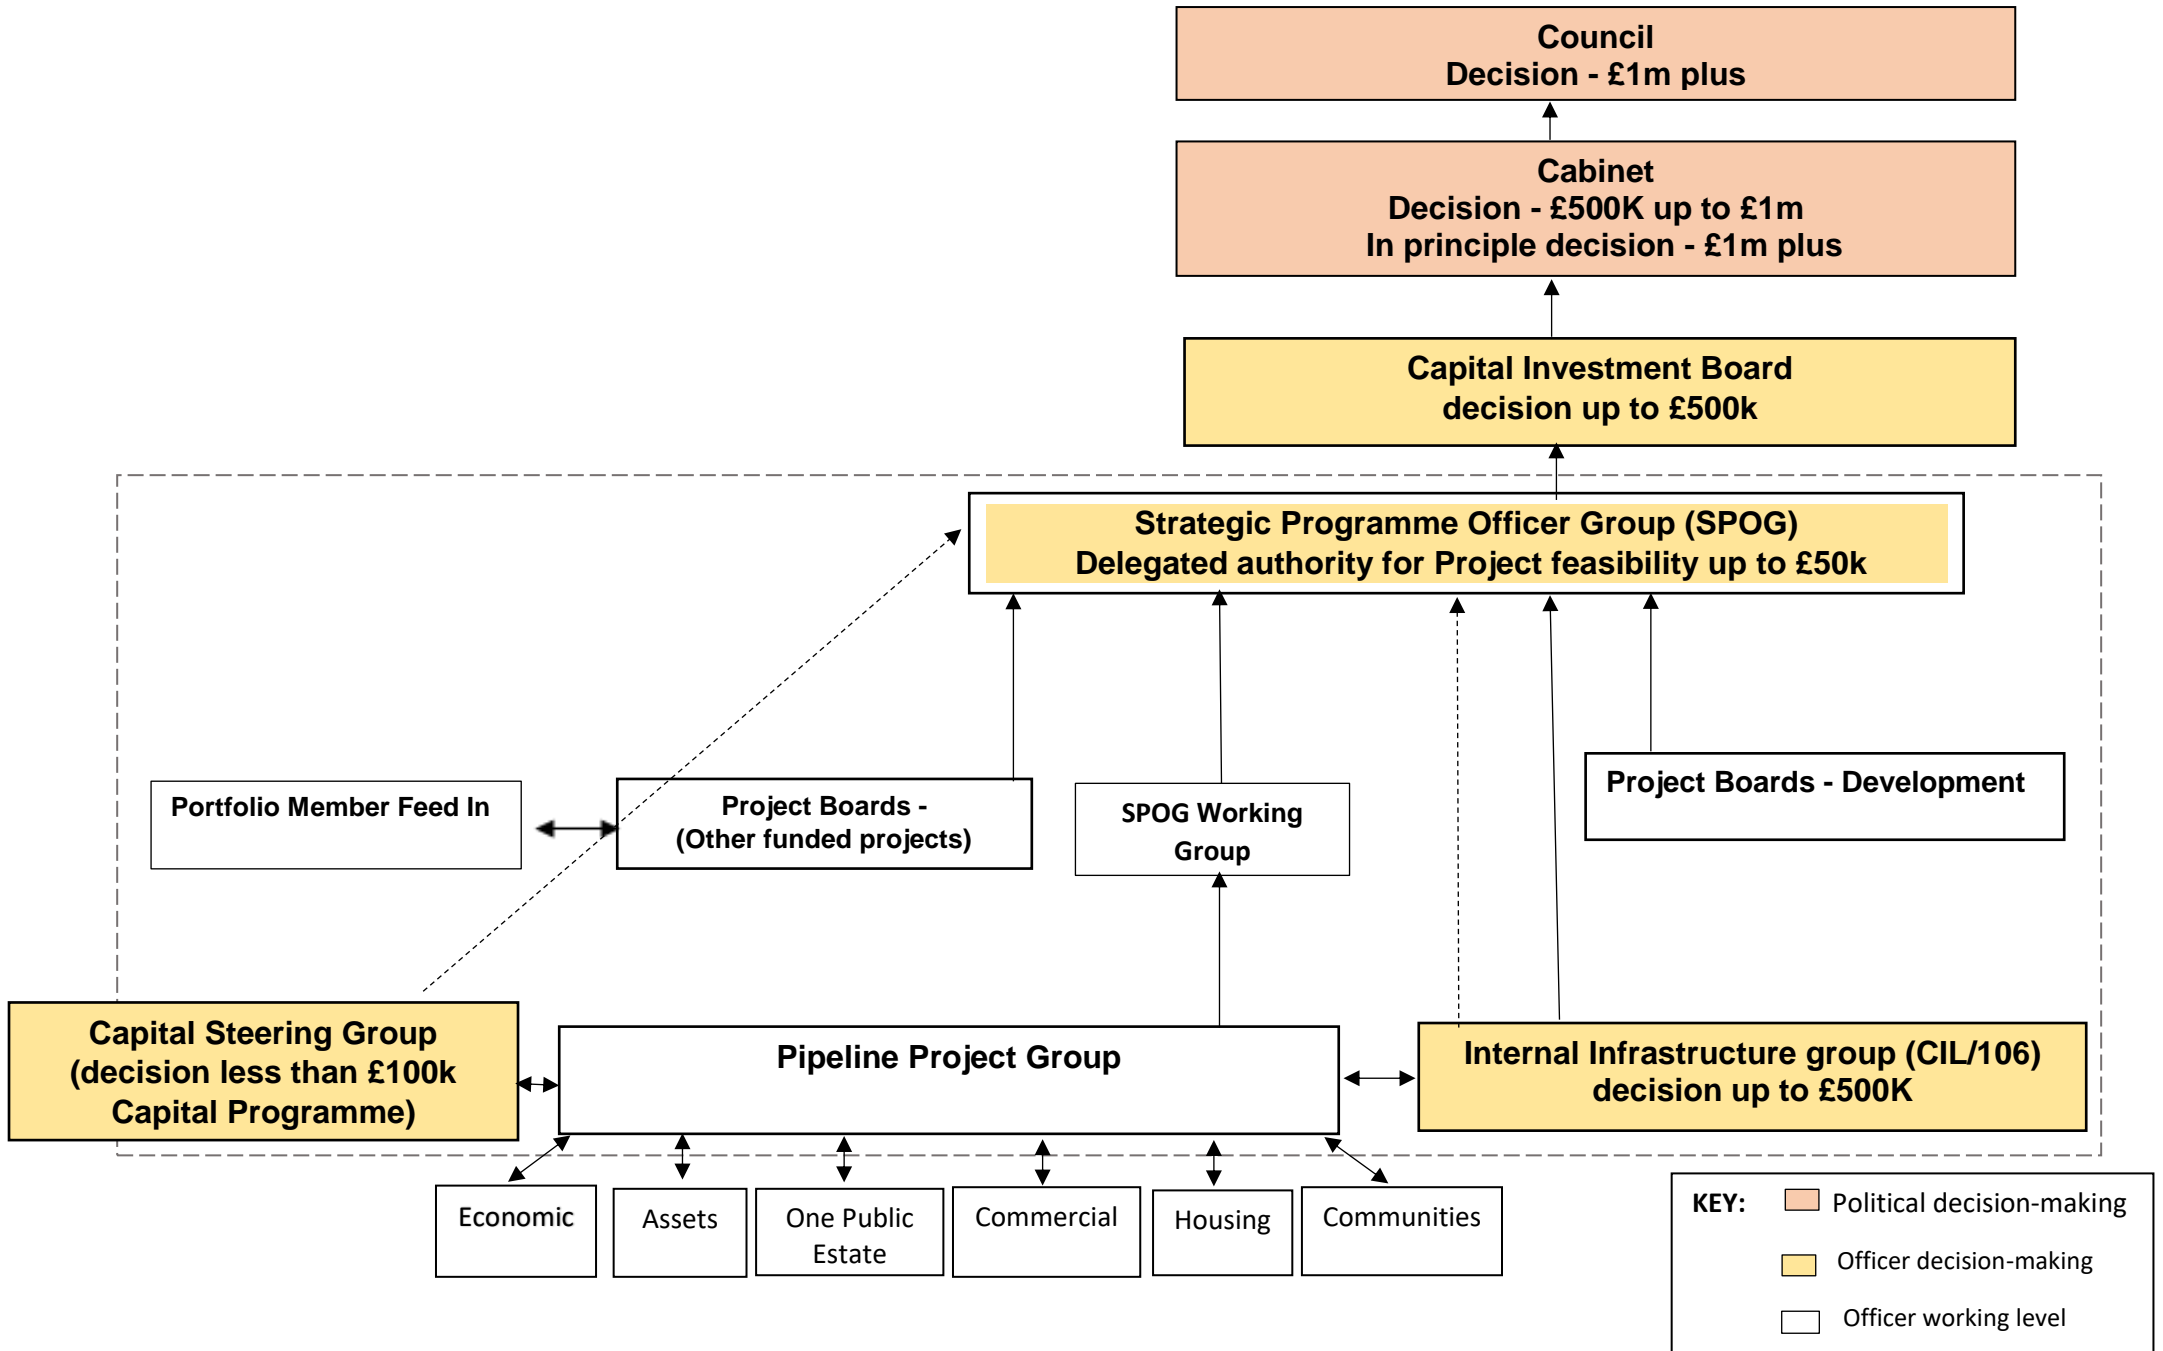 Council
Decision - £1m plus
Cabinet
Decision - £500K up to £1m
In principle decision - £1m plus
Capital Investment Board
decision up to £500k
Strategic Programme Officer Group (SPOG)
Delegated authority for Project feasibility up to £50k
Portfolio Member Feed In
Project Boards -
(Other funded projects)
SPOG Working
Group
Project Boards - Development
Capital Steering Group
(decision less than £100k
Capital Programme)
Pipeline Project Group
Internal Infrastructure group (CIL/106)
decision up to £500K
Economic
Assets
One Public
Estate
Commercial
Housing
Communities
KEY:
Political decision-making
Officer decision-making
Officer working level